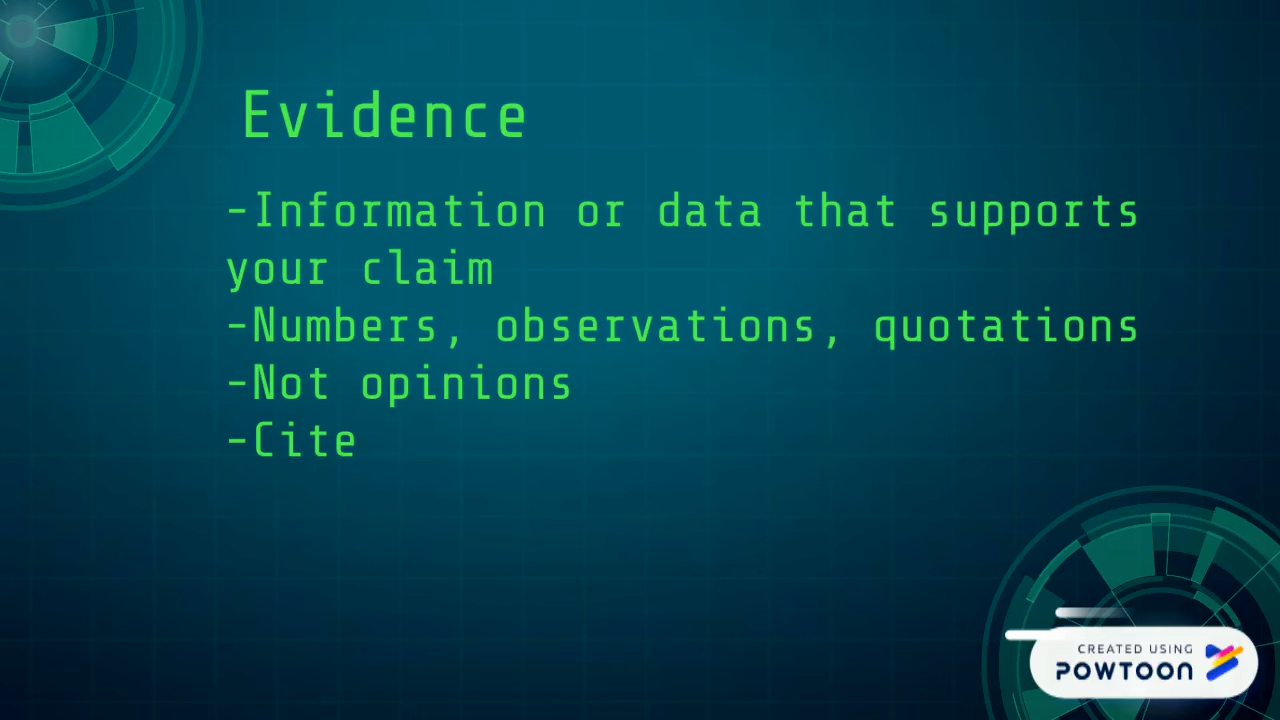 Evidence
-Information or data that supports
your claim
-Numbers, observations, quotations
-Not opinions
-Cite
CREATED USING
POWTOON